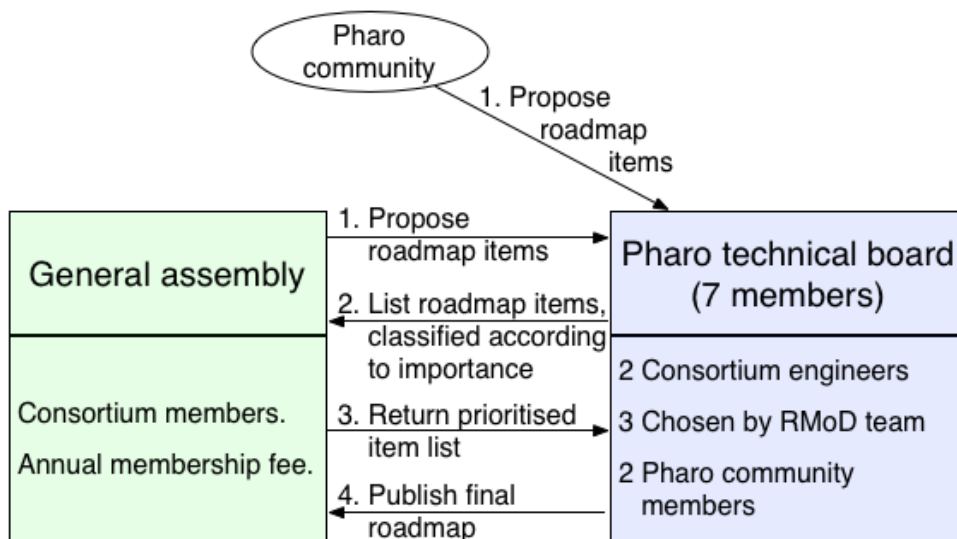 Pharo
community
1. Propose
roadmap
items
General assembly
Consortium members.
Annual membership fee.
1. Propose
roadmap items
2. List roadmap items,
classified according
to importance
3. Return prioritised
item list
4. Publish final
roadmap
Pharo technical board
(7 members)
2 Consortium engineers
3 Chosen by RMoD team
2 Pharo community
members